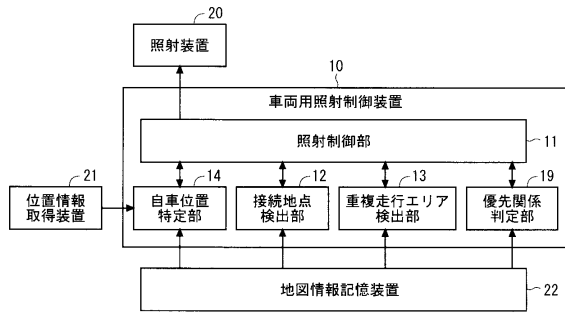 20
照射装置
10
車両用照射制御装置
照射制御部
11
21
位置情報
取得装置
14
自車位置
特定部
12
接続地点
検出部
13
重複走行エリア
検出部
19
優先関係
判定部
地図情報記憶装置
22